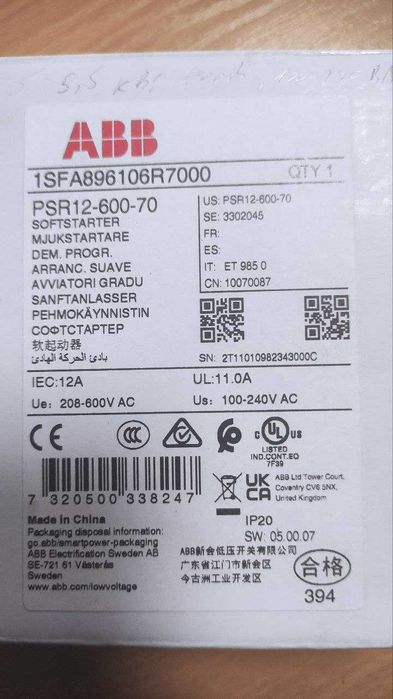 5,5
ABB
1SFA896106R7000
QTY 1
PSR12-600-70
SOFTSTARTER
MJUKSTARTARE
DEM. PROGR.
ARRANC. SUAVE
AVVIATORI GRADU
SANFTANLASSER
PEHMOKÄYNNISTIN
СОФТСТАРТЕР
软起动器
بادئ الحركة الهادئ
US: PSR12-600-70
SE: 3302045
FR:
ES:
IT: ET 985 0
CN: 10070087
SN: 2T11010982343000C
IEC:12A
UL:11.0A
Ue: 208-600V AC
Us: 100-240V AC
CE
CCC
C UL US
LISTED
IND.CONT.EQ
7F39
7 320500 338247
UK
CA
ABB Ltd Tower Court,
Coventry CV6 5NX,
United Kingdom
Made in China
Packaging disposal information:
go.abb/smartpower-packaging
ABB Electrification Sweden AB
SE-721 61 Västerås
Sweden
www.abb.com/lowvoltage
IP20
SW: 05.00.07
ABB新会低压开关有限公司
广东省江门市新会区
今古洲工业开发区
合格
394